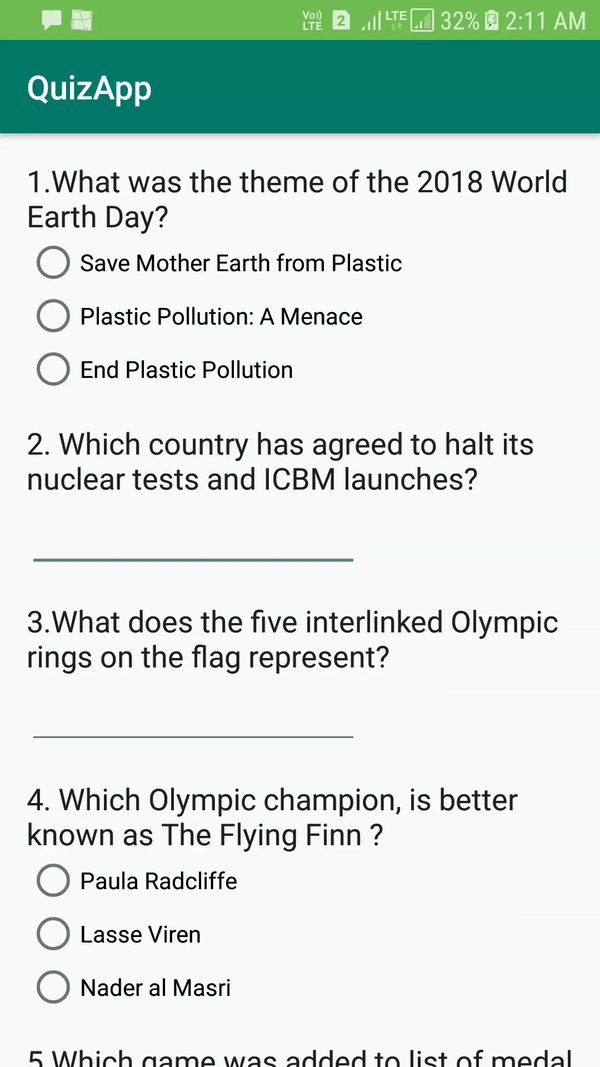 Vo)) LTE 2 LTE 32% 2:11 AM
QuizApp
1.What was the theme of the 2018 World
Earth Day?
Save Mother Earth from Plastic
Plastic Pollution: A Menace
End Plastic Pollution
2. Which country has agreed to halt its
nuclear tests and ICBM launches?
3.What does the five interlinked Olympic
rings on the flag represent?
4. Which Olympic champion, is better
known as The Flying Finn ?
Paula Radcliffe
Lasse Viren
Nader al Masri
5.Which game was added to list of medal